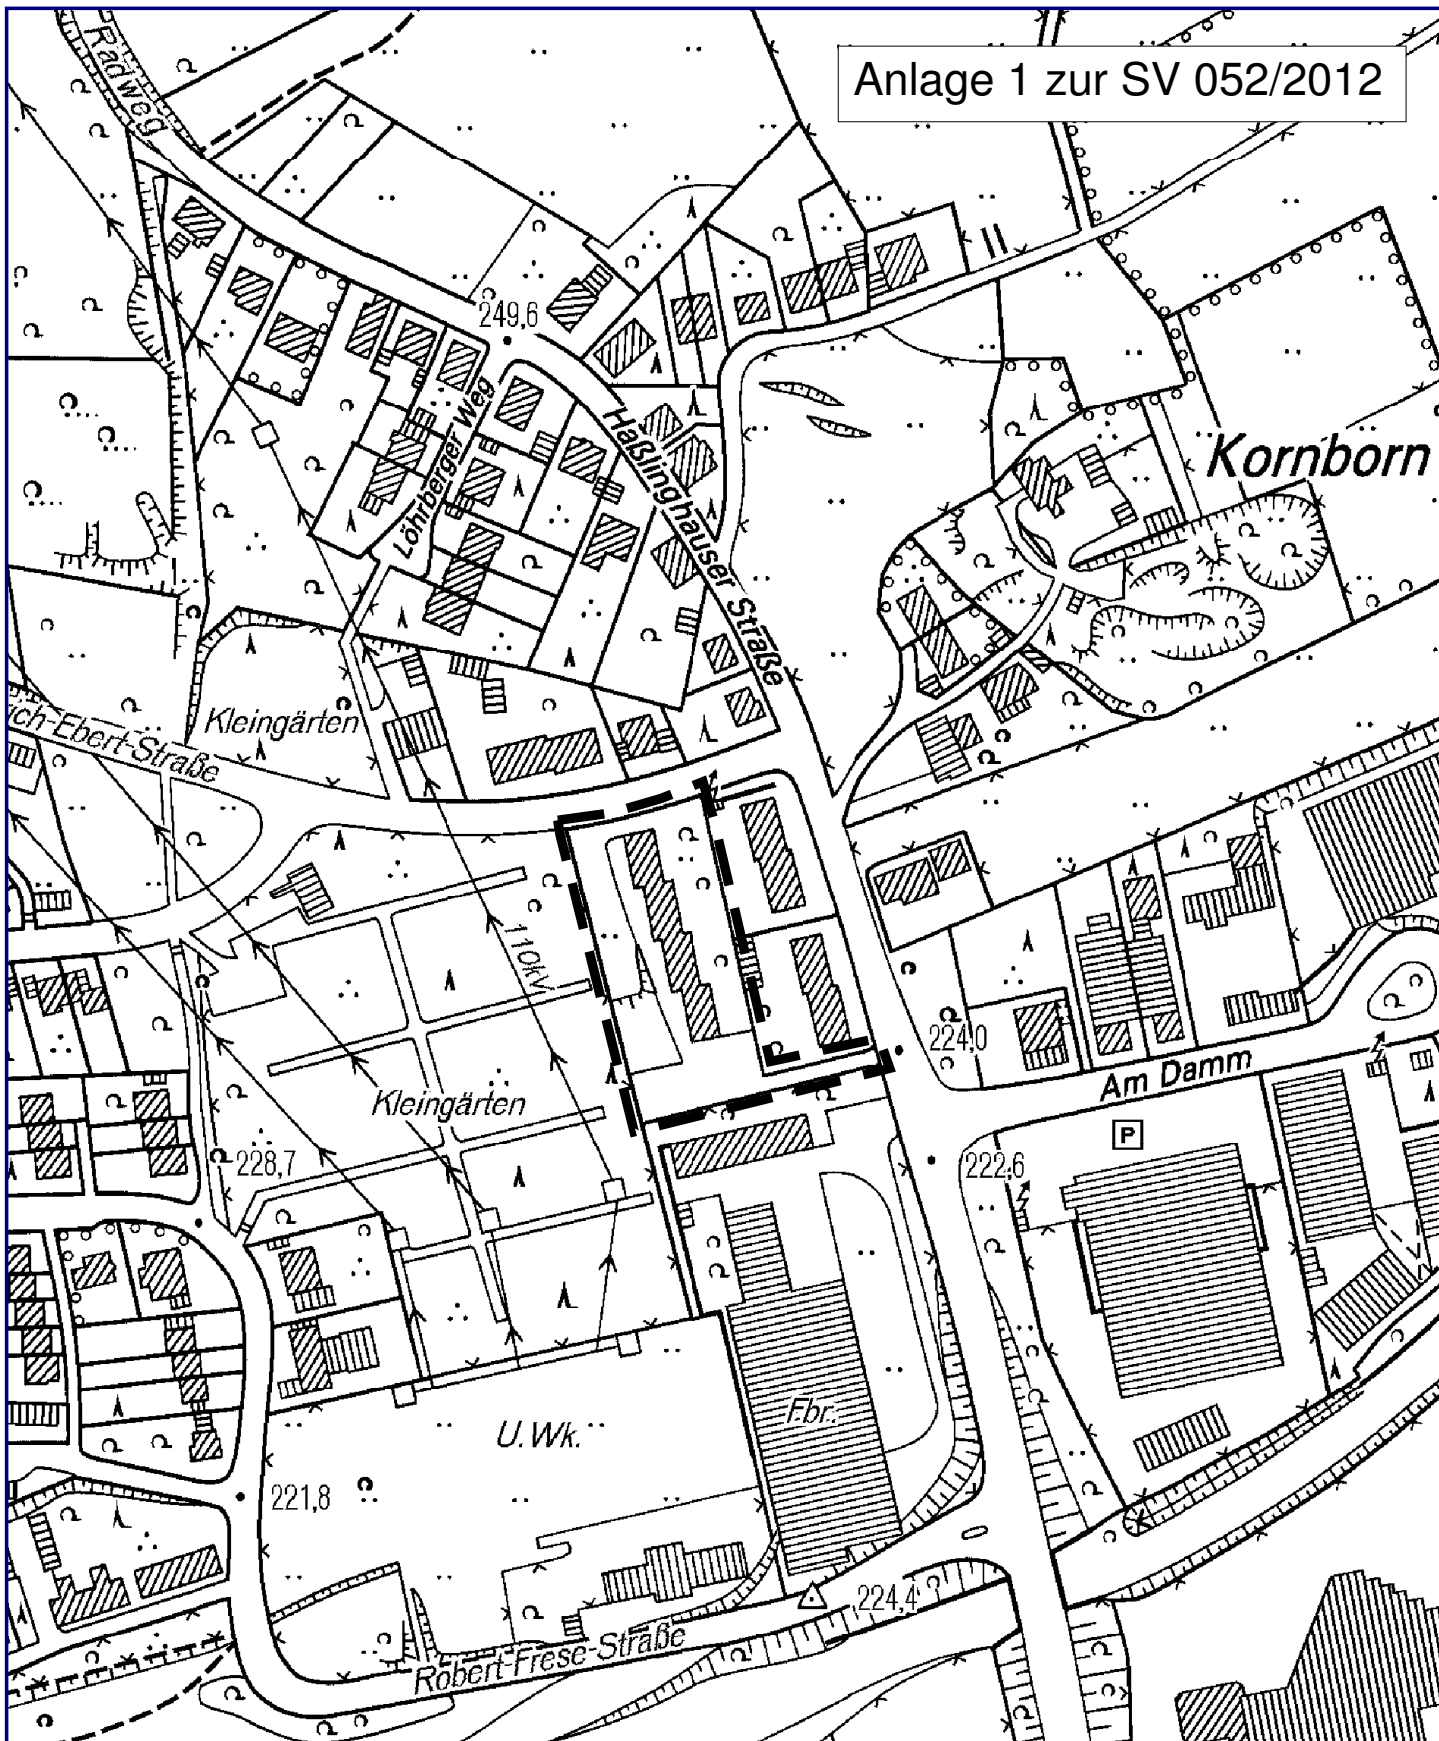 Radweg
Anlage 1 zur SV 052/2012
249,6
Löhrberger Weg
Haßlinghauser Straße
Kornborn
rich-Ebert-Straße
Kleingärten
110kV
224,0
Am Damm
Kleingärten
P
228,7
222,6
Fbr.
U.Wk.
221,8
224,4
Robert-Frese-Straße